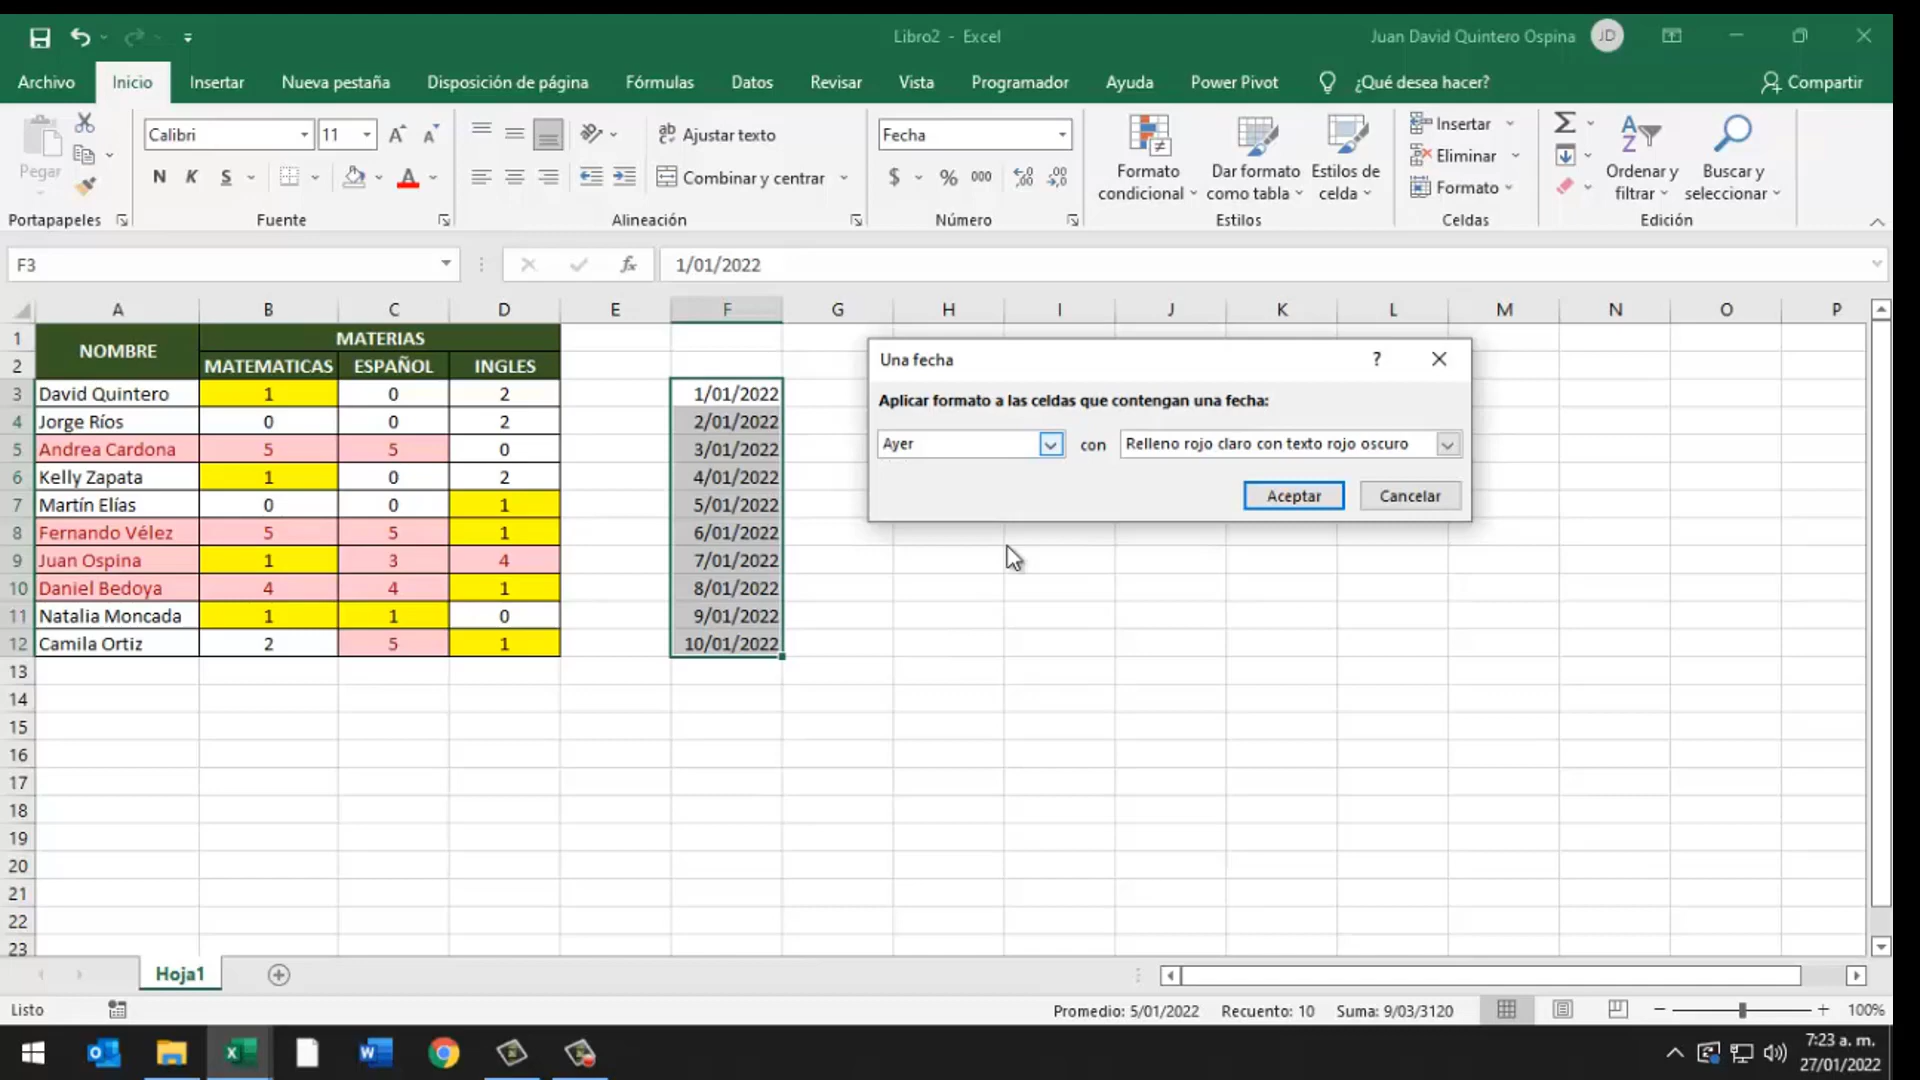 Libro2 - Excel
Juan David Quintero Ospina
JD
Archivo
Inicio
Insertar
Nueva pestaña
Disposición de página
Fórmulas
Datos
Revisar
Vista
Programador
Ayuda
Power Pivot
¿Qué desea hacer?
Compartir
Pegar
Portapapeles
Calibri
11
N K S
Fuente
Ajustar texto
Combinar y centrar
Alineación
Fecha
$ % 000
Número
Formato condicional
Dar formato como tabla
Estilos de celda
Estilos
Insertar
Eliminar
Formato
Celdas
Ordenar y filtrar
Buscar y seleccionar
Edición
F3
fx
1/01/2022
A B C D E F G H I J K L M N O P
1 NOMBRE MATERIAS
2 MATEMATICAS ESPAÑOL INGLES
3 David Quintero 1 0 2 1/01/2022
4 Jorge Ríos 0 0 2 2/01/2022
5 Andrea Cardona 5 5 0 3/01/2022
6 Kelly Zapata 1 0 2 4/01/2022
7 Martín Elías 0 0 1 5/01/2022
8 Fernando Vélez 5 5 1 6/01/2022
9 Juan Ospina 1 3 4 7/01/2022
10 Daniel Bedoya 4 4 1 8/01/2022
11 Natalia Moncada 1 1 0 9/01/2022
12 Camila Ortiz 2 5 1 10/01/2022
13
14
15
16
17
18
19
20
21
22
23
Una fecha
?
Aplicar formato a las celdas que contengan una fecha:
Ayer con Relleno rojo claro con texto rojo oscuro
Aceptar Cancelar
Hoja1
Listo
Promedio: 5/01/2022 Recuento: 10 Suma: 9/03/3120
100%
7:23 a. m.
27/01/2022